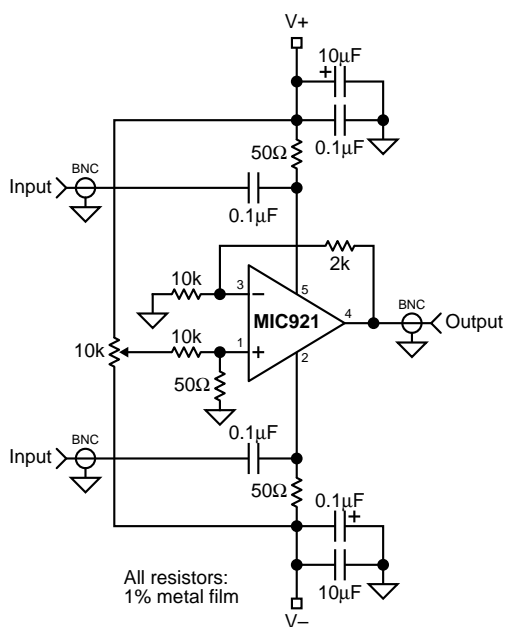 V+
10µF
+
0.1µF
50Ω
BNC
Input
0.1µF
2k
10k
3
5
−
MIC921
4
BNC
Output
10k
10k
1
+
2
50Ω
0.1µF
BNC
Input
50Ω
0.1µF
+
10µF
All resistors:
1% metal film
V−